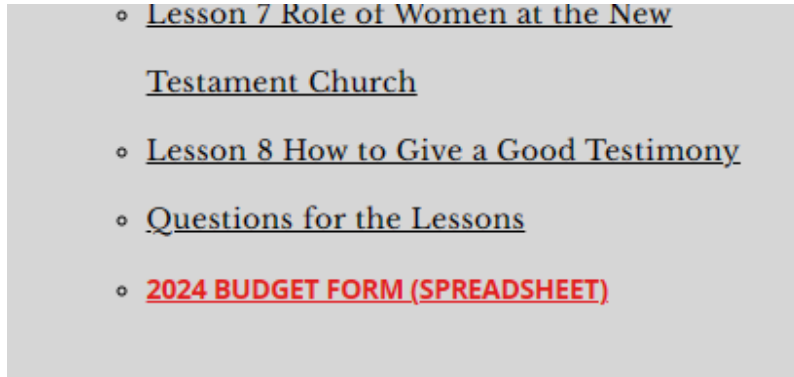 Lesson 7 Role of Women at the New
Testament Church
Lesson 8 How to Give a Good Testimony
Questions for the Lessons
2024 BUDGET FORM (SPREADSHEET)